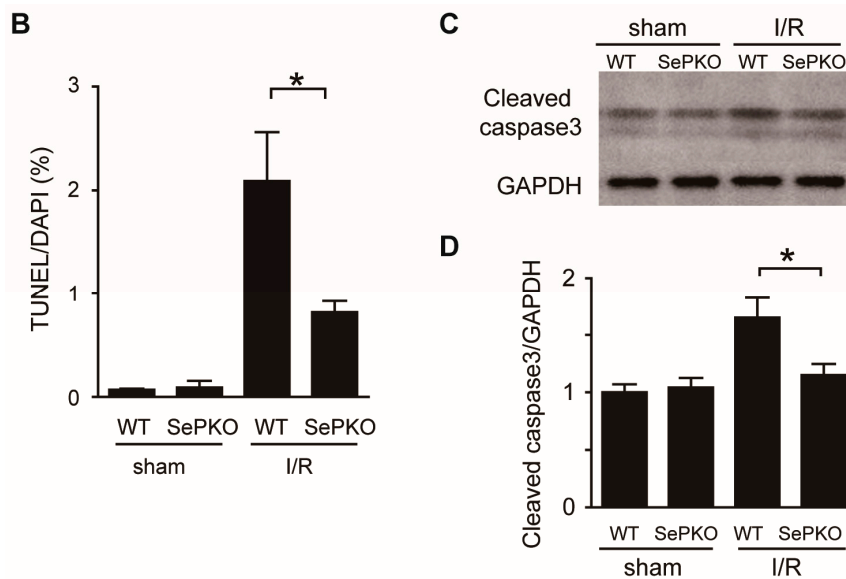 B
3
2
1
0
TUNEL/DAPI (%)
*
WT SePKO WT SePKO
sham I/R
C
sham I/R
WT SePKO WT SePKO
Cleaved
caspase3
GAPDH
D
2
1
0
Cleaved caspase3/GAPDH
*
WT SePKO WT SePKO
sham I/R